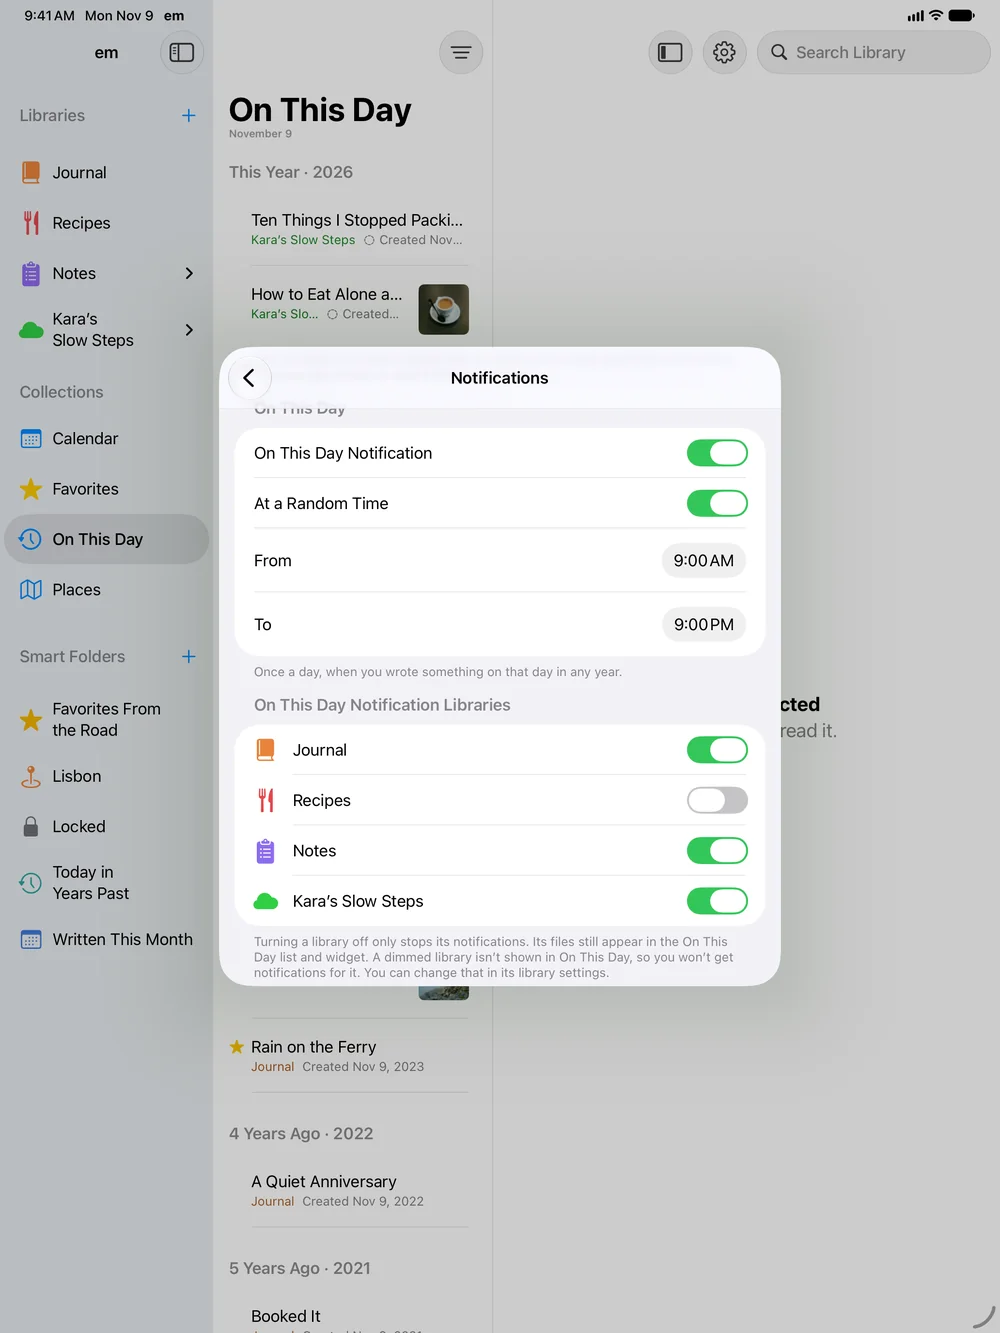 9:41 AM Mon Nov 9 em
em
Search Library
Libraries
Journal
Recipes
Notes
Kara's
Slow Steps
Collections
Calendar
Favorites
On This Day
Places
Smart Folders
Favorites From
the Road
Lisbon
Locked
Today in
Years Past
Written This Month
On This Day
November 9
This Year · 2026
Ten Things I Stopped Packi...
Kara's Slow Steps Created Nov...
How to Eat Alone a...
Kara's Slo... Created...
Notifications
On This Day
On This Day Notification
At a Random Time
From 9:00 AM
To 9:00 PM
Once a day, when you wrote something on that day in any year.
On This Day Notification Libraries
Journal
Recipes
Notes
Kara's Slow Steps
Turning a library off only stops its notifications. Its files still appear in the On This
Day list and widget. A dimmed library isn't shown in On This Day, so you won't get
notifications for it. You can change that in its library settings.
cted
read it.
Rain on the Ferry
Journal Created Nov 9, 2023
4 Years Ago · 2022
A Quiet Anniversary
Journal Created Nov 9, 2022
5 Years Ago · 2021
Booked It